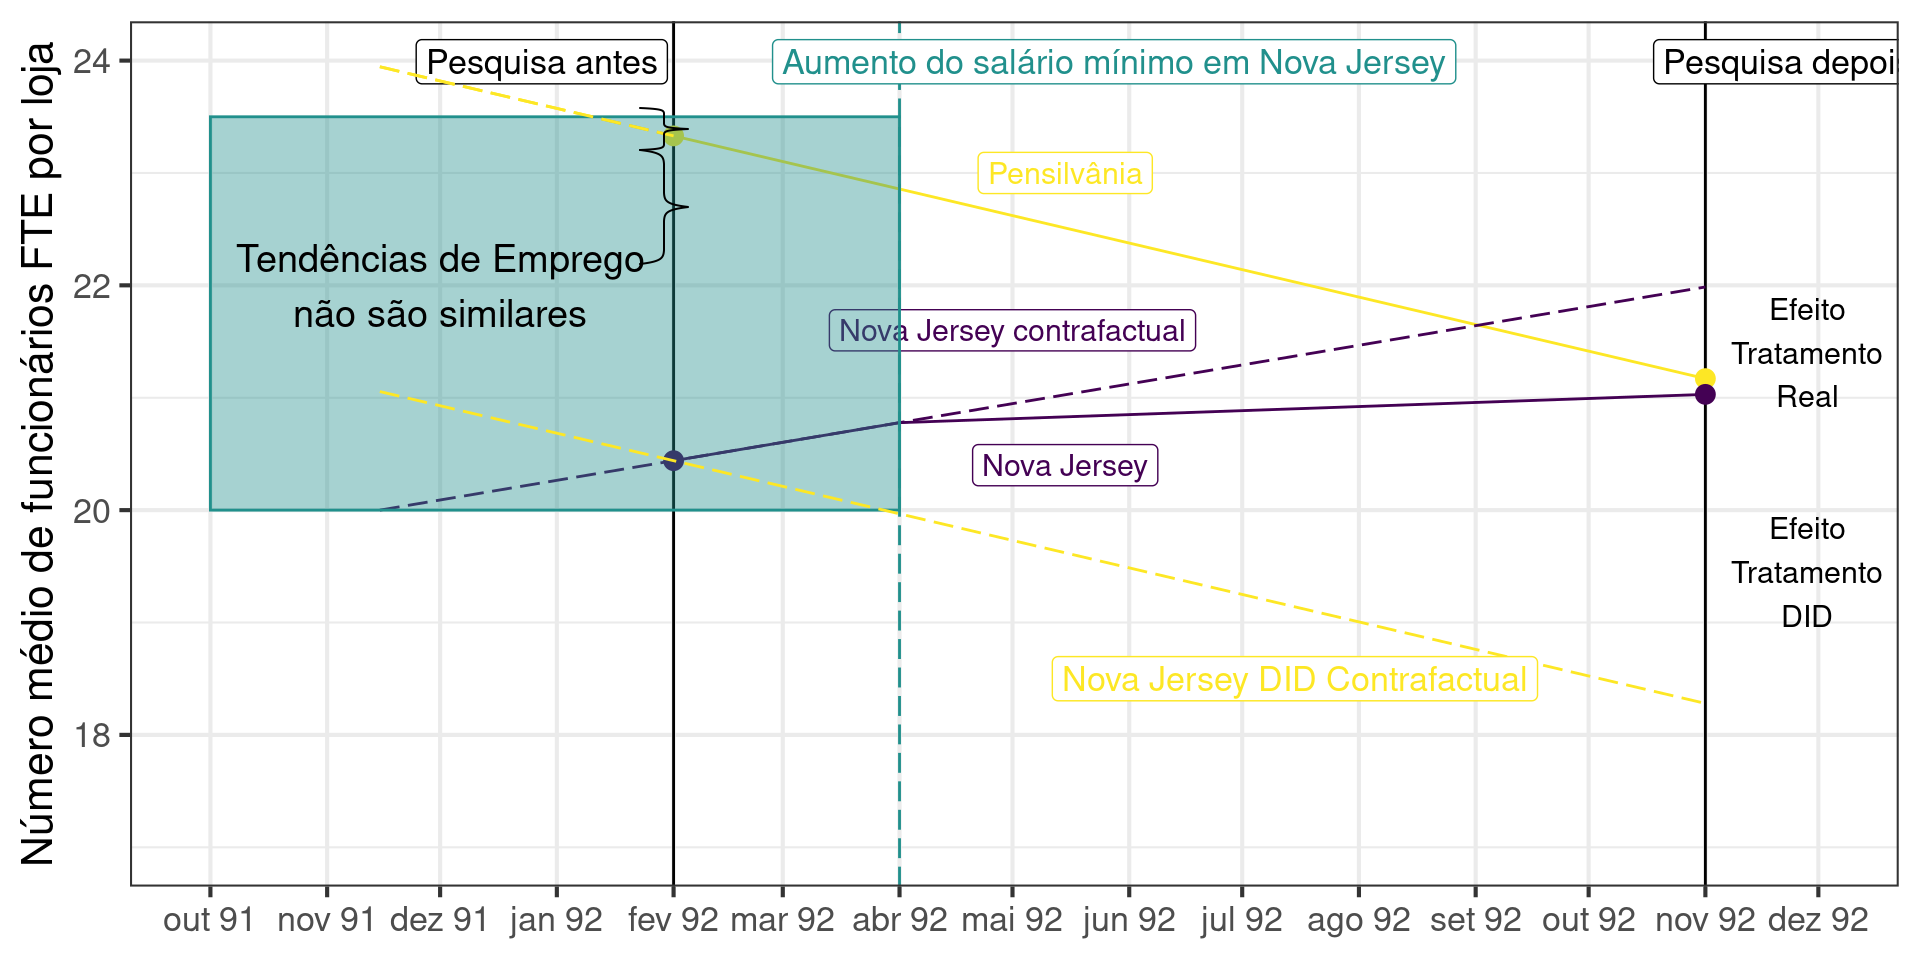 Número médio de funcionários FTE por loja
24
22
20
18
Pesquisa antes
Aumento do salário mínimo em Nova Jersey
Pesquisa depoi
Pensilvânia
Tendências de Emprego
não são similares
Nova Jersey contrafactual
Efeito
Tratamento
Real
Nova Jersey
Efeito
Tratamento
DID
Nova Jersey DID Contrafactual
out 91
nov 91
dez 91
jan 92
fev 92
mar 92
abr 92
mai 92
jun 92
jul 92
ago 92
set 92
out 92
nov 92
dez 92